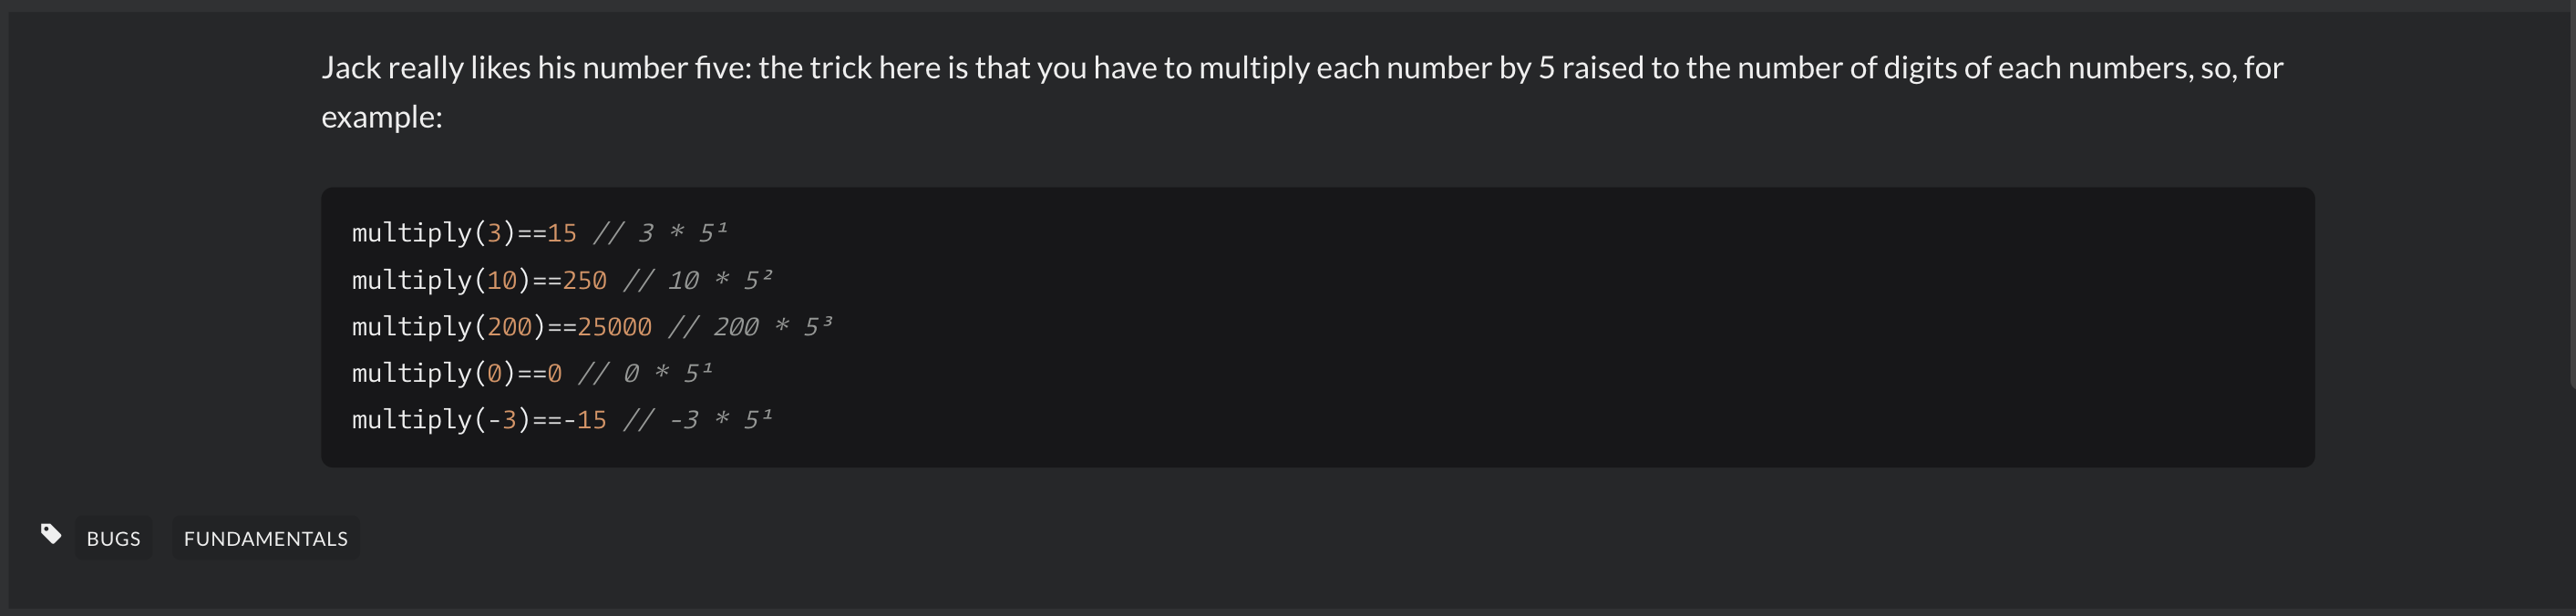 Jack really likes his number five: the trick here is that you have to multiply each number by 5 raised to the number of digits of each numbers, so, for
example:
multiply(3)==15 // 3 * 5¹
multiply(10)==250 // 10 * 5²
multiply(200)==25000 // 200 * 5³
multiply(0)==0 // 0 * 5¹
multiply(-3)==-15 // -3 * 5¹
BUGS FUNDAMENTALS